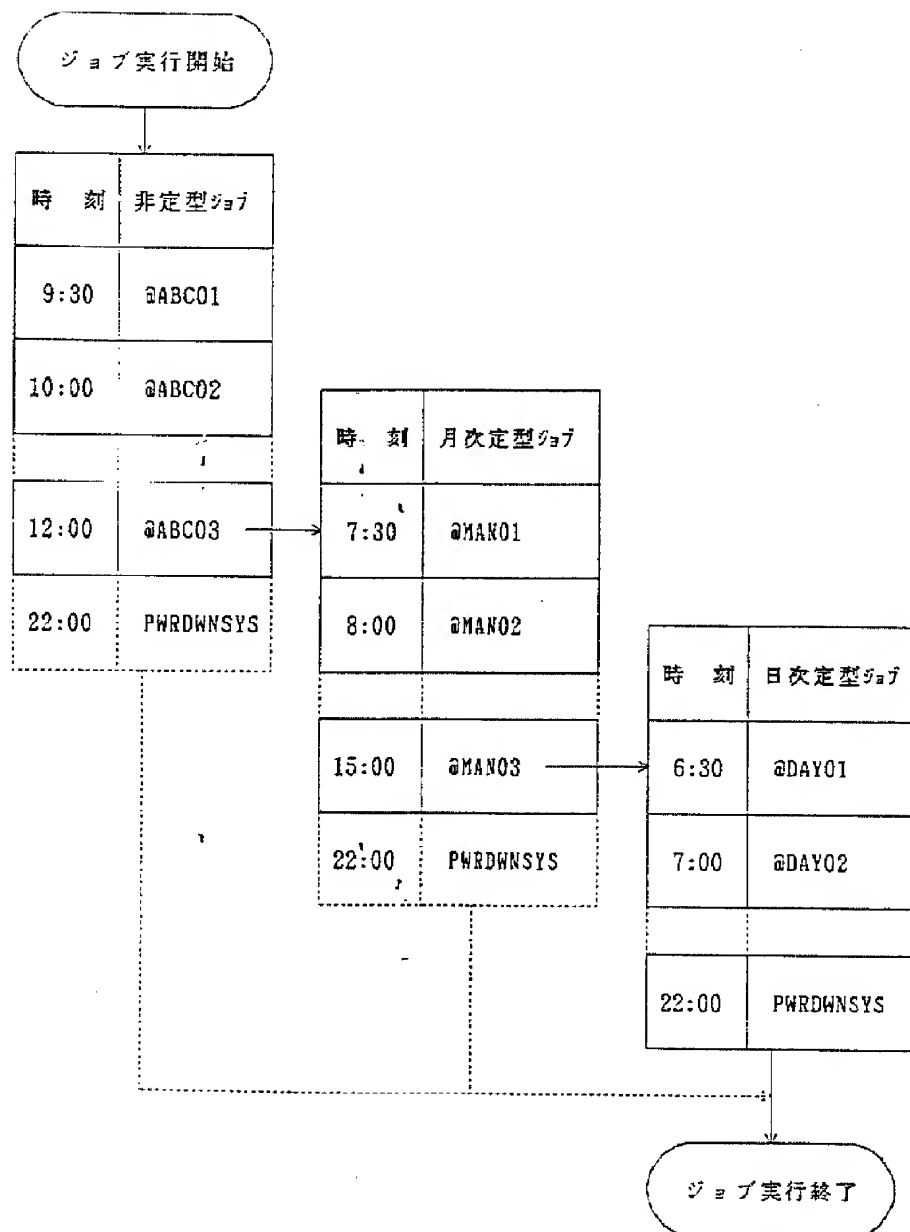 ジョブ実行開始
時 刻 非定型ジョブ
9:30 @ABC01
10:00 @ABC02
12:00 @ABC03
22:00 PWRDWNSYS
時 刻 月次定型ジョブ
7:30 @MAN01
8:00 @MAN02
15:00 @MAN03
22:00 PWRDWNSYS
時 刻 日次定型ジョブ
6:30 @DAY01
7:00 @DAY02
22:00 PWRDWNSYS
ジョブ実行終了